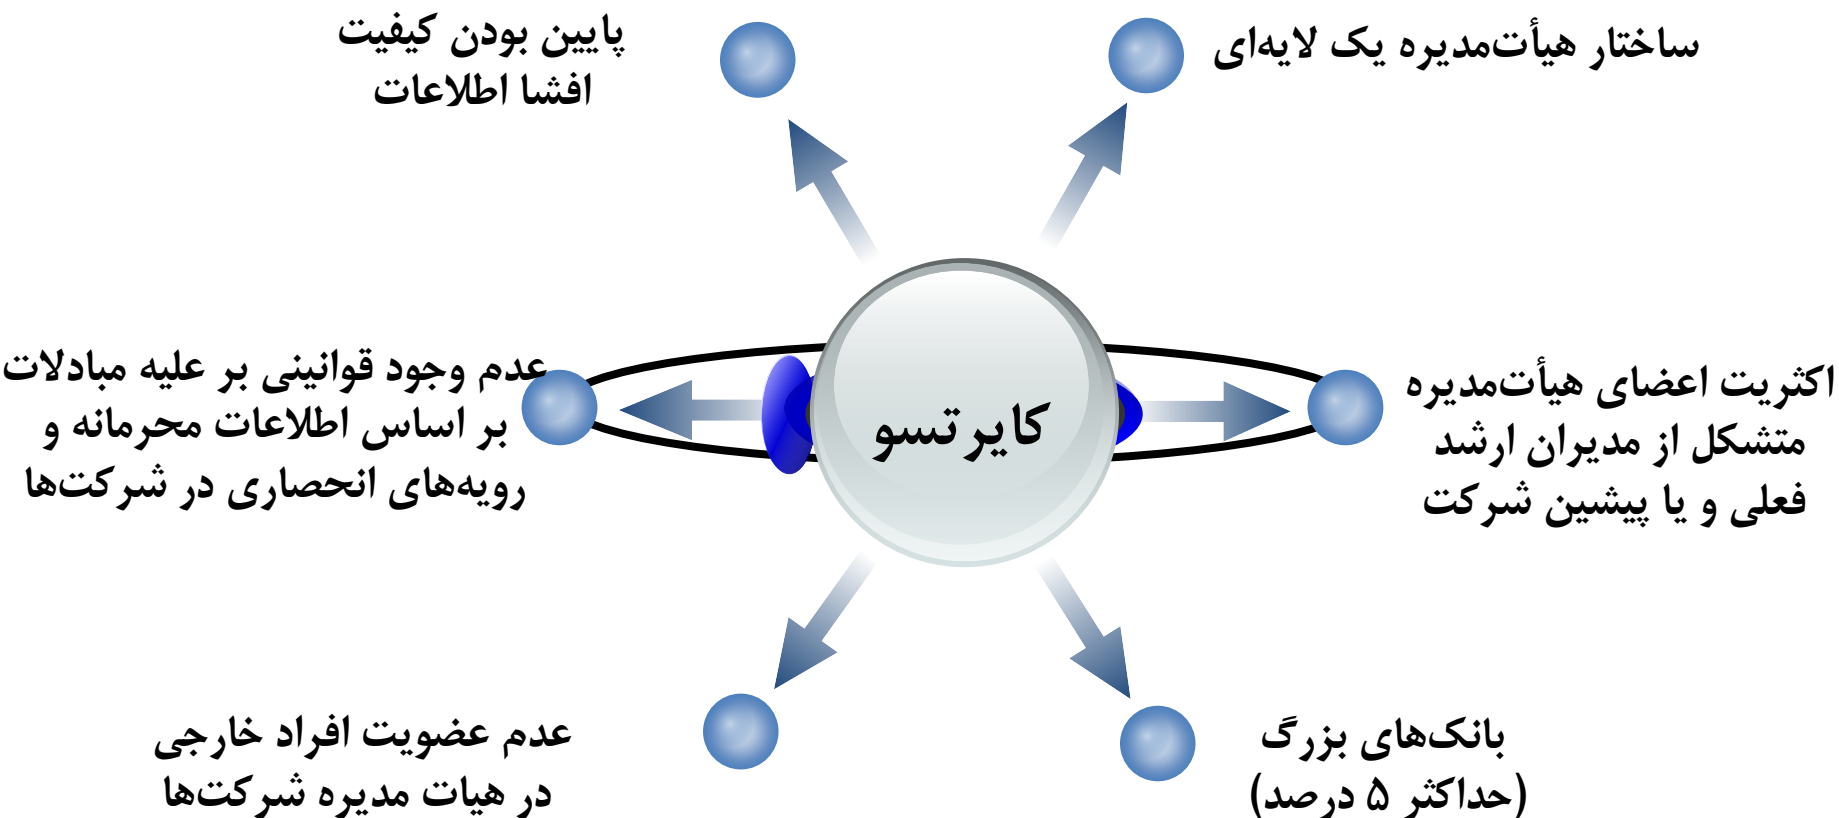 ساختار هیأت‌مدیره یک لایه‌ای
پایین بودن کیفیت
افشا اطلاعات
اکثریت اعضای هیأت‌مدیره
متشکل از مدیران ارشد
فعلی و یا پیشین شرکت
کایرتسو
عدم وجود قوانینی بر علیه مبادلات
بر اساس اطلاعات محرمانه و
رویه‌های انحصاری در شرکت‌ها
بانک‌های بزرگ
(حداکثر ۵ درصد)
عدم عضویت افراد خارجی
در هیات مدیره شرکت‌ها